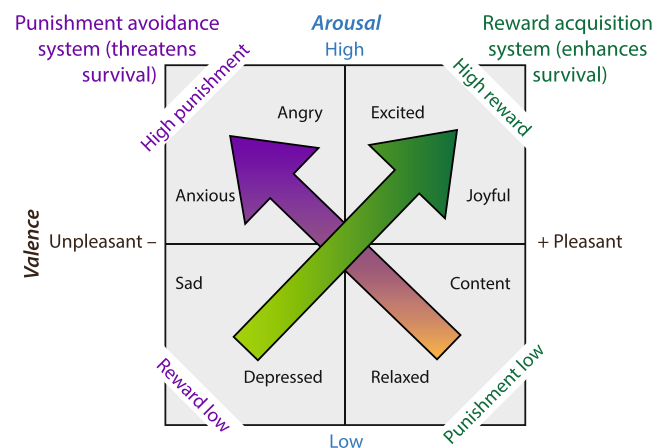 Punishment avoidance
system (threatens
survival)
Arousal
High
Reward acquisition
system (enhances
survival)
High punishment
High reward
Angry
Excited
Anxious
Joyful
Valence
Unpleasant –
+ Pleasant
Sad
Content
Depressed
Relaxed
Reward low
Punishment low
Low